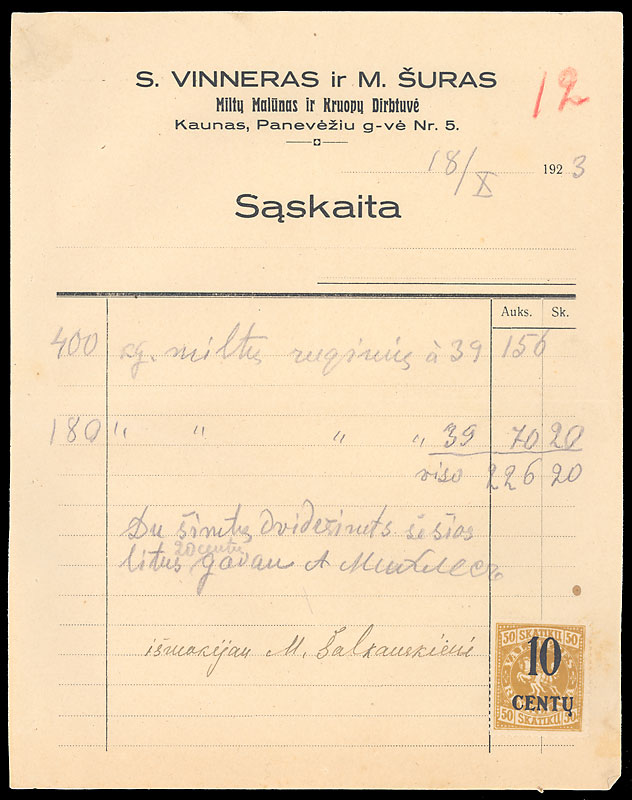 S. VINNERAS ir M. ŠURAS
Miltų Malūnas ir Kruopų Dirbtuvė
Kaunas, Panevėžiu g-vė Nr. 5.
12
18/X 1923
Sąskaita
Auks. Sk.
400 kg. miltų ruginių à 39 156
180 " " " " 39 70 20
viso 226 20
Du šimtus dvidešimts šešios
20 centų
litus gavau А
išmokėjau M. Šalkauskienė
50 SKATIKŲ 50
10
CENTŲ
50 SKATIKŲ 50